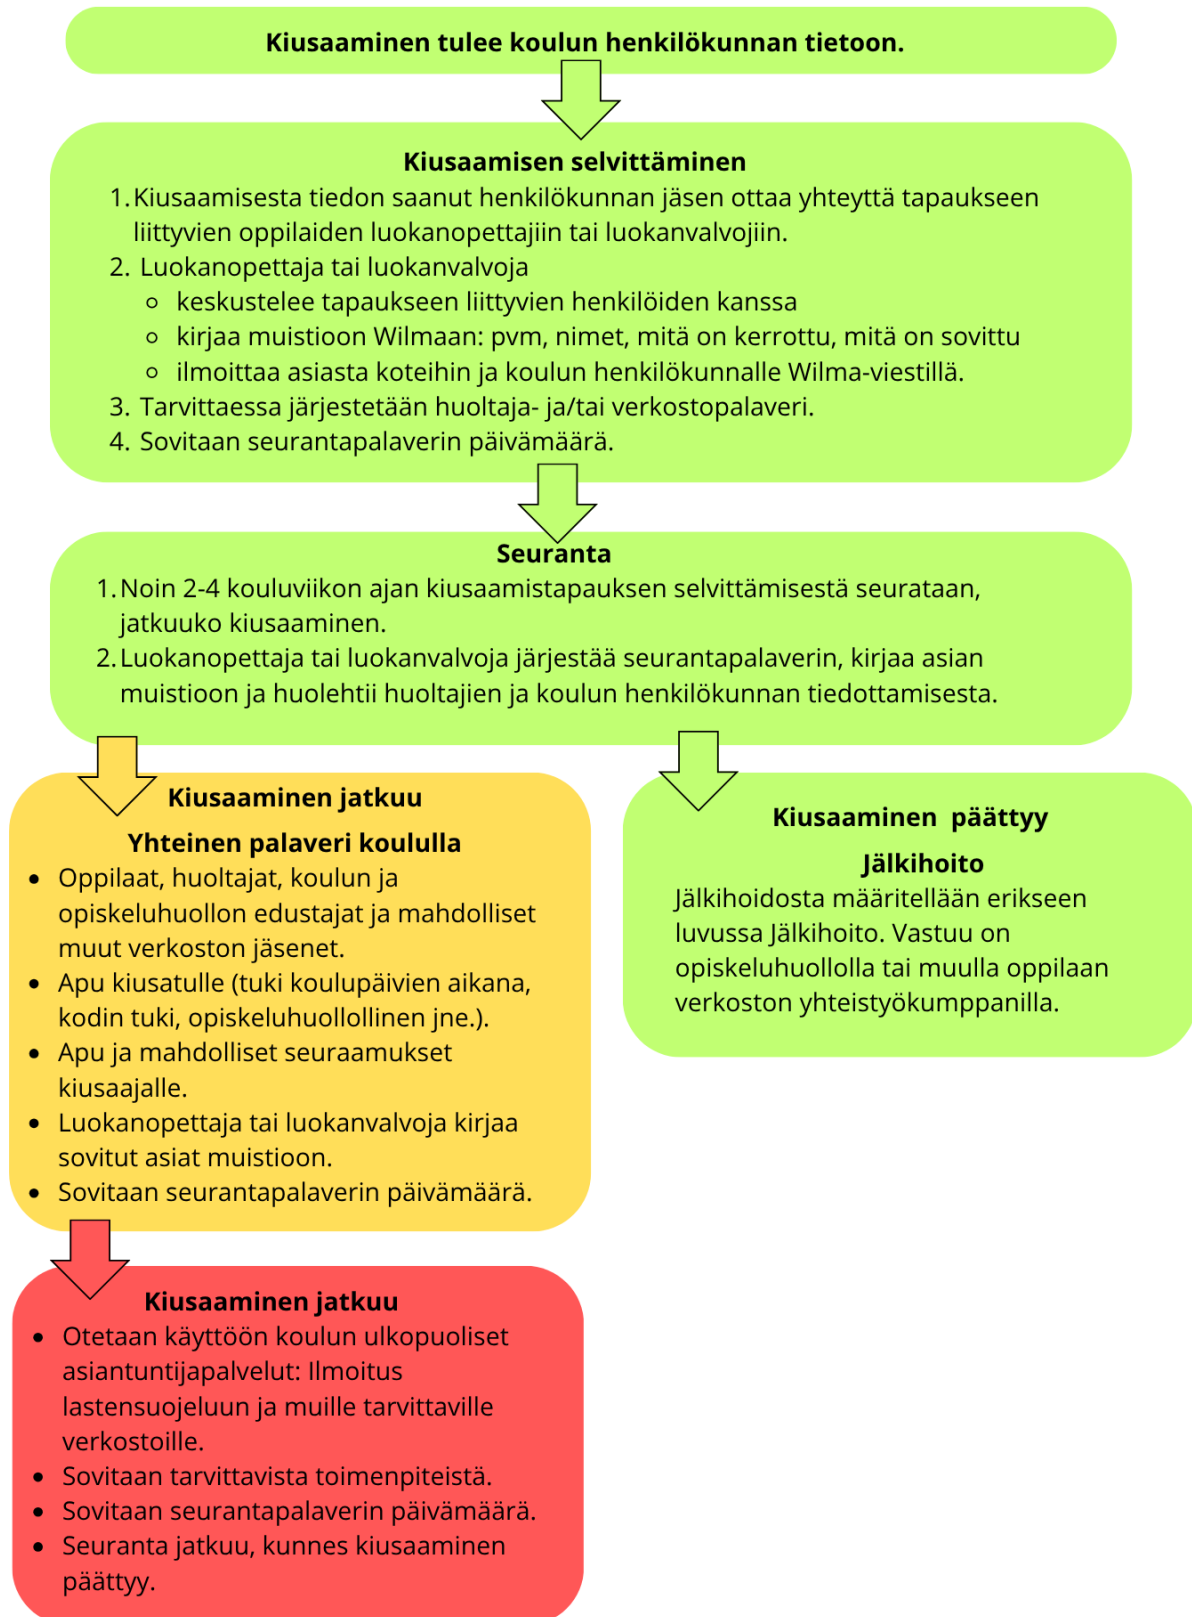 Kiusaaminen tulee koulun henkilökunnan tietoon.
Kiusaamisen selvittäminen
1. Kiusaamisesta tiedon saanut henkilökunnan jäsen ottaa yhteyttä tapaukseen
liittyvien oppilaiden luokanopettajiin tai luokanvalvojiin.
2. Luokanopettaja tai luokanvalvoja
◦ keskustelee tapaukseen liittyvien henkilöiden kanssa
◦ kirjaa muistioon Wilmaan: pvm, nimet, mitä on kerrottu, mitä on sovittu
◦ ilmoittaa asiasta koteihin ja koulun henkilökunnalle Wilma-viestillä.
3. Tarvittaessa järjestetään huoltaja- ja/tai verkostopalaveri.
4. Sovitaan seurantapalaverin päivämäärä.
Seuranta
1. Noin 2-4 kouluviikon ajan kiusaamistapauksen selvittämisestä seurataan,
jatkuuko kiusaaminen.
2. Luokanopettaja tai luokanvalvoja järjestää seurantapalaverin, kirjaa asian
muistioon ja huolehtii huoltajien ja koulun henkilökunnan tiedottamisesta.
Kiusaaminen jatkuu
Yhteinen palaveri koululla
• Oppilaat, huoltajat, koulun ja
opiskeluhuollon edustajat ja mahdolliset
muut verkoston jäsenet.
• Apu kiusatulle (tuki koulupäivien aikana,
kodin tuki, opiskeluhuollollinen jne.).
• Apu ja mahdolliset seuraamukset
kiusaajalle.
• Luokanopettaja tai luokanvalvoja kirjaa
sovitut asiat muistioon.
• Sovitaan seurantapalaverin päivämäärä.
Kiusaaminen päättyy
Jälkihoito
Jälkihoidosta määritellään erikseen
luvussa Jälkihoito. Vastuu on
opiskeluhuollolla tai muulla oppilaan
verkoston yhteistyökumppanilla.
Kiusaaminen jatkuu
• Otetaan käyttöön koulun ulkopuoliset
asiantuntijapalvelut: Ilmoitus
lastensuojeluun ja muille tarvittaville
verkostoille.
• Sovitaan tarvittavista toimenpiteistä.
• Sovitaan seurantapalaverin päivämäärä.
• Seuranta jatkuu, kunnes kiusaaminen
päättyy.